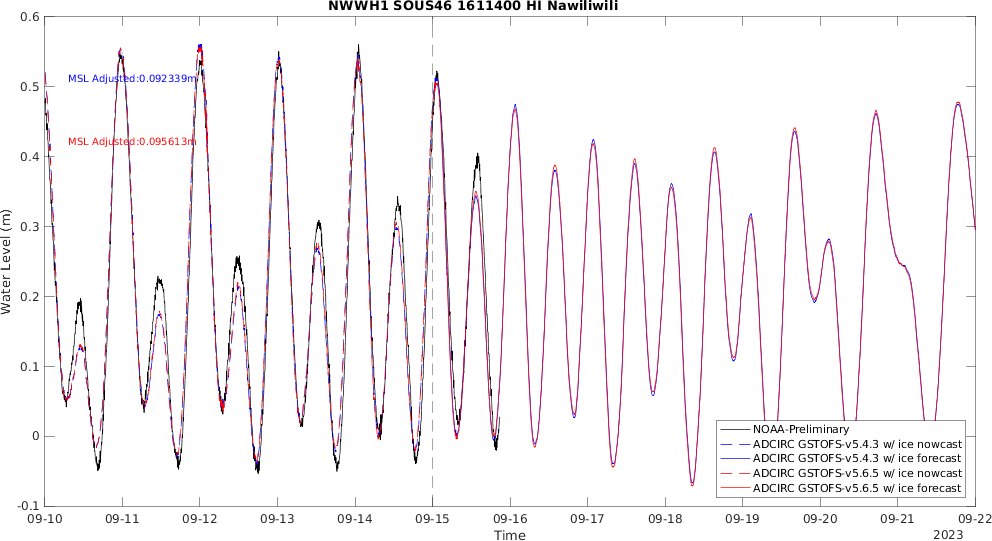 NWWH1 SOUS46 1611400 HI Nawiliwili
0.6
0.5
0.4
0.3
0.2
0.1
0
-0.1
Water Level (m)
MSL Adjusted:0.092339m
MSL Adjusted:0.095613m
NOAA-Preliminary
ADCIRC GSTOFS-v5.4.3 w/ ice nowcast
ADCIRC GSTOFS-v5.4.3 w/ ice forecast
ADCIRC GSTOFS-v5.6.5 w/ ice nowcast
ADCIRC GSTOFS-v5.6.5 w/ ice forecast
09-10 09-11 09-12 09-13 09-14 09-15 09-16 09-17 09-18 09-19 09-20 09-21 09-22
Time
2023